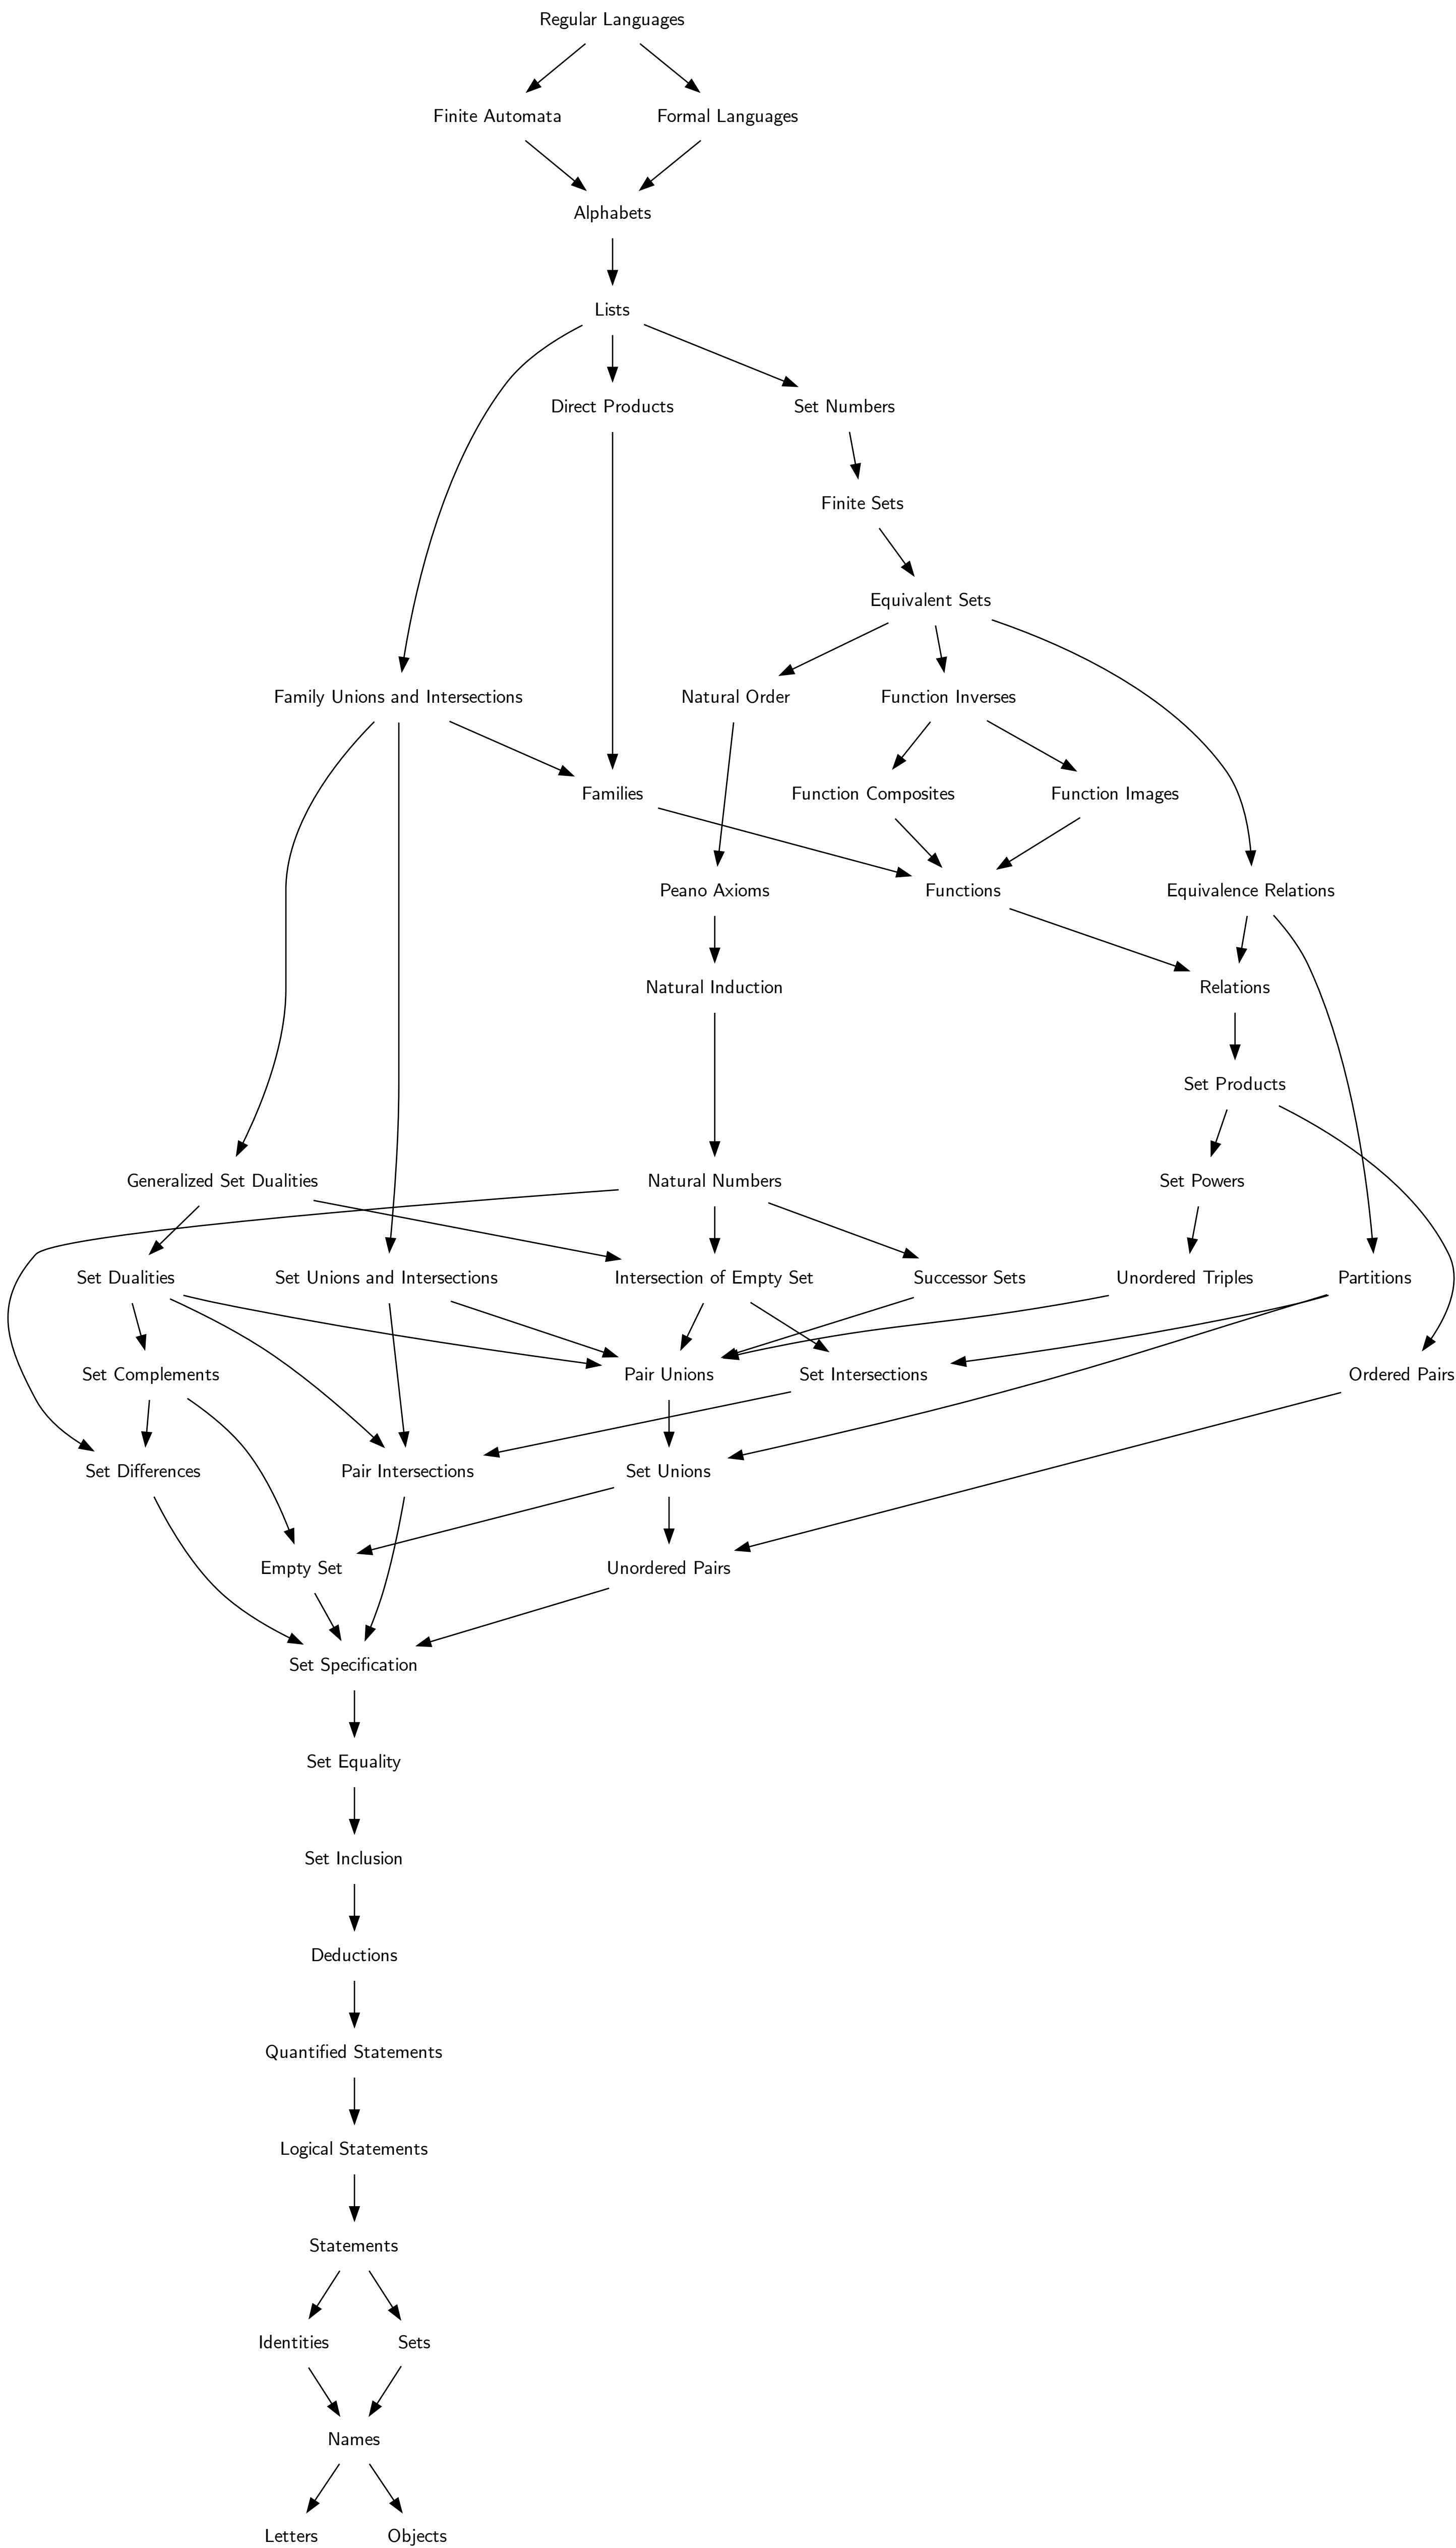 Regular Languages
Finite Automata
Formal Languages
Alphabets
Lists
Direct Products
Set Numbers
Finite Sets
Equivalent Sets
Family Unions and Intersections
Natural Order
Function Inverses
Families
Function Composites
Function Images
Peano Axioms
Functions
Equivalence Relations
Natural Induction
Relations
Set Products
Generalized Set Dualities
Natural Numbers
Set Powers
Set Dualities
Set Unions and Intersections
Intersection of Empty Set
Successor Sets
Unordered Triples
Partitions
Set Complements
Pair Unions
Set Intersections
Ordered Pairs
Set Differences
Pair Intersections
Set Unions
Empty Set
Unordered Pairs
Set Specification
Set Equality
Set Inclusion
Deductions
Quantified Statements
Logical Statements
Statements
Identities
Sets
Names
Letters
Objects